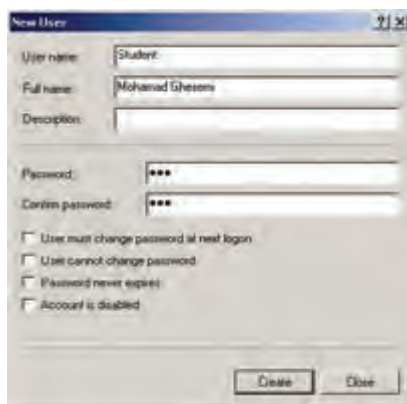 New User
User name: Student
Full name: Mohamad Ghasemi
Description:
Password: •••
Confirm password: •••
User must change password at next logon
User cannot change password
Password never expires
Account is disabled
Create Close